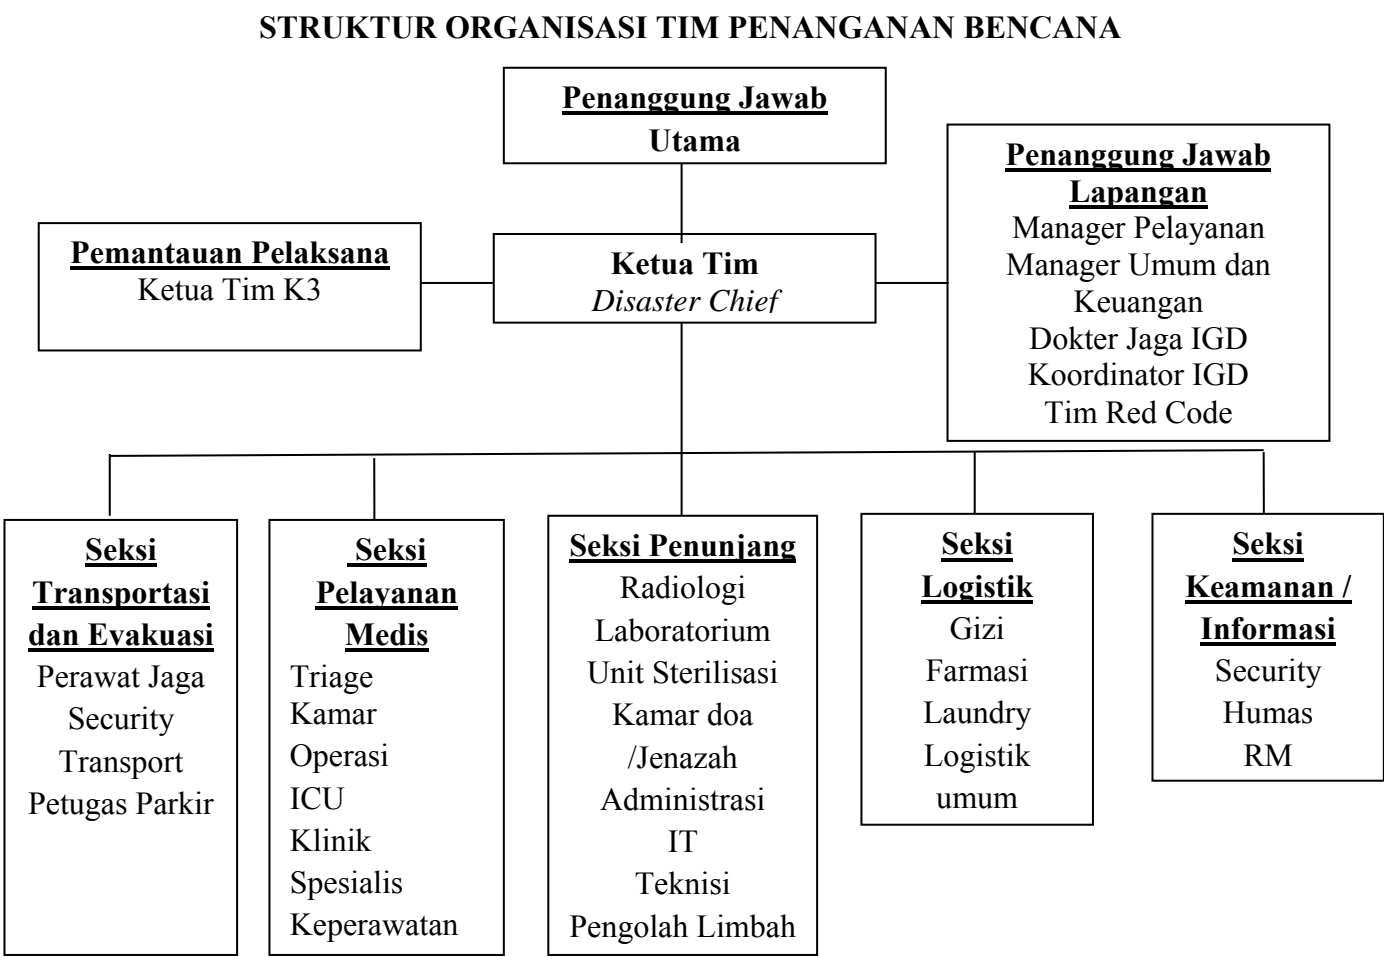 STRUKTUR ORGANISASI TIM PENANGANAN BENCANA
Penanggung Jawab
Utama
Penanggung Jawab
Lapangan
Manager Pelayanan
Manager Umum dan
Keuangan
Dokter Jaga IGD
Koordinator IGD
Tim Red Code
Pemantauan Pelaksana
Ketua Tim K3
Ketua Tim
Disaster Chief
Seksi
Transportasi
dan Evakuasi
Perawat Jaga
Security
Transport
Petugas Parkir
Seksi
Pelayanan
Medis
Triage
Kamar
Operasi
ICU
Klinik
Spesialis
Keperawatan
Seksi Penunjang
Radiologi
Laboratorium
Unit Sterilisasi
Kamar doa
/Jenazah
Administrasi
IT
Teknisi
Pengolah Limbah
Seksi
Logistik
Gizi
Farmasi
Laundry
Logistik
umum
Seksi
Keamanan /
Informasi
Security
Humas
RM